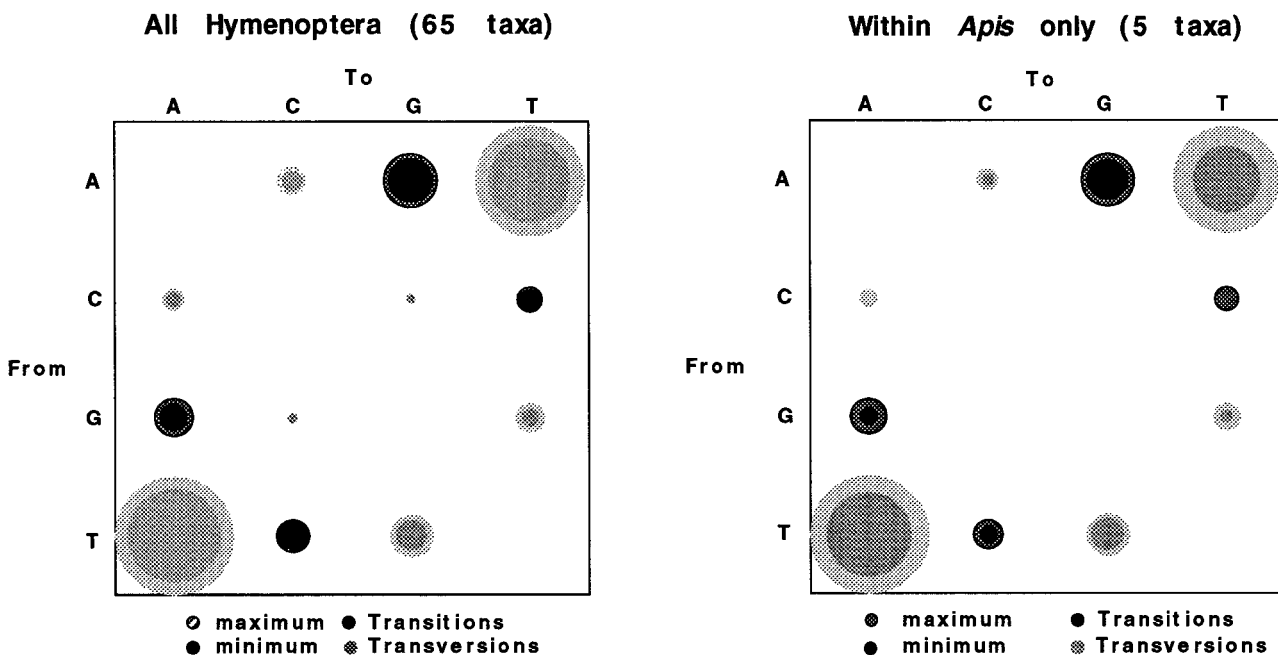 All Hymenoptera (65 taxa)
To
A C G T
A
C
From
G
T
maximum Transitions
minimum Transversions
Within Apis only (5 taxa)
To
A C G T
A
C
From
G
T
maximum Transitions
minimum Transversions